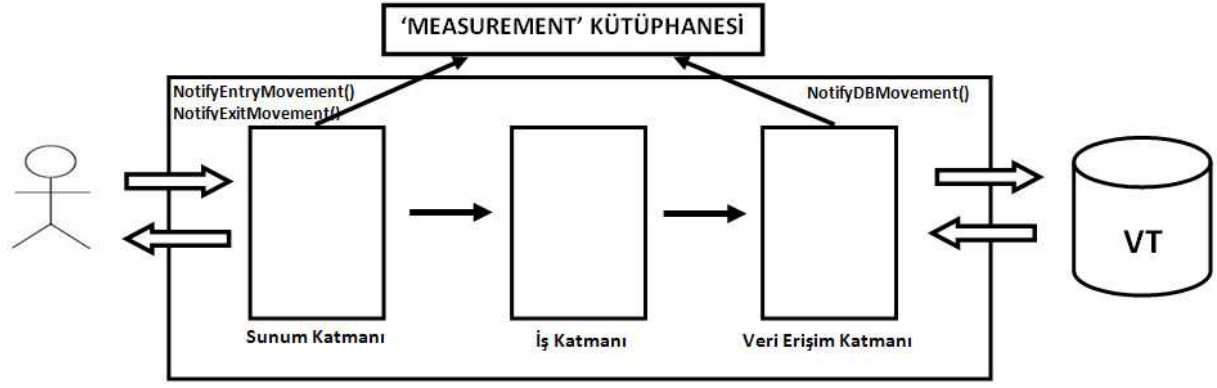 ‘MEASUREMENT’ KÜTÜPHANESİ
NotifyEntryMovement()
NotifyExitMovement()
NotifyDBMovement()
VT
Sunum Katmanı
İş Katmanı
Veri Erişim Katmanı